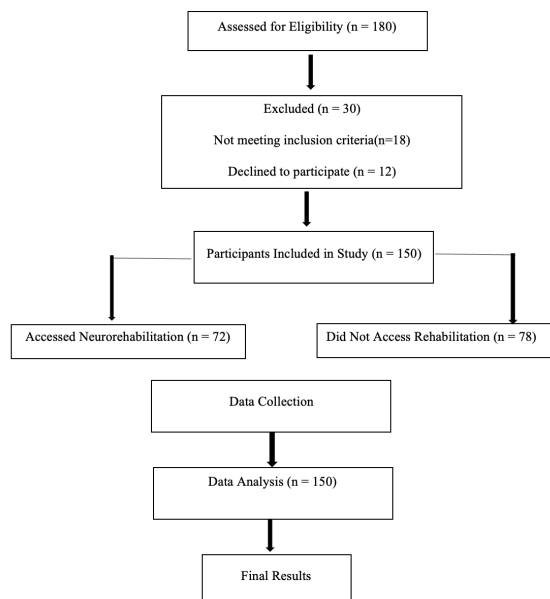 Assessed for Eligibility (n = 180)
Excluded (n = 30)
Not meeting inclusion criteria(n=18)
Declined to participate (n = 12)
Participants Included in Study (n = 150)
Accessed Neurorehabilitation (n = 72)
Did Not Access Rehabilitation (n = 78)
Data Collection
Data Analysis (n = 150)
Final Results